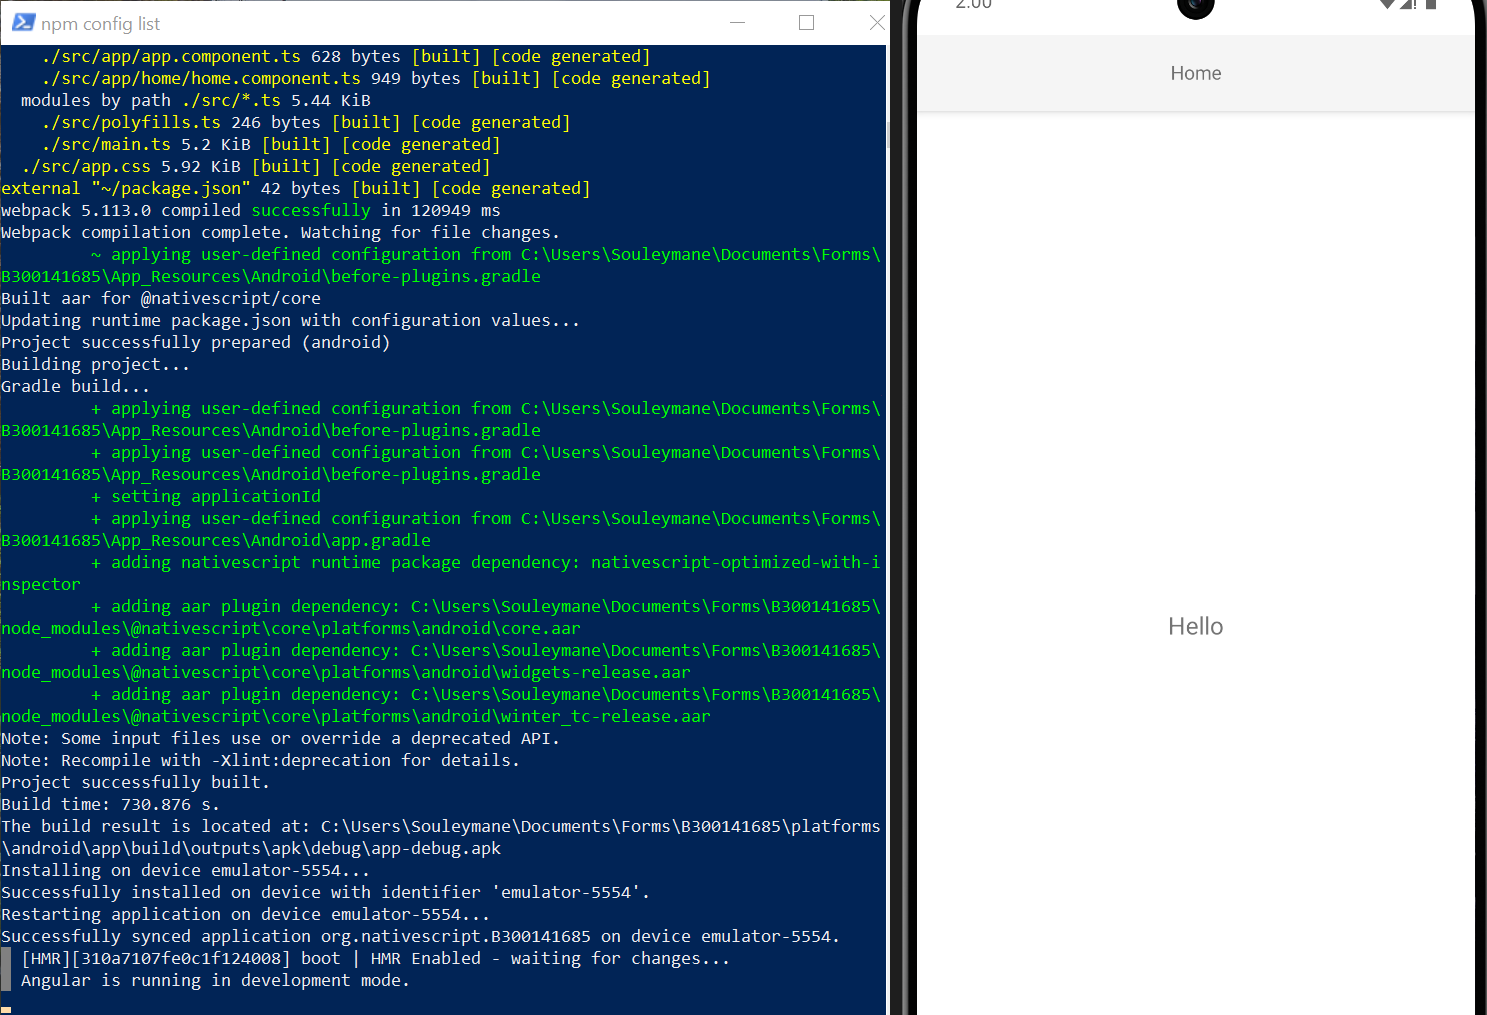 npm config list
./src/app/app.component.ts 628 bytes [built] [code generated]
./src/app/home/home.component.ts 949 bytes [built] [code generated]
modules by path ./src/*.ts 5.44 KiB
./src/polyfills.ts 246 bytes [built] [code generated]
./src/main.ts 5.2 KiB [built] [code generated]
./src/app.css 5.92 KiB [built] [code generated]
external "~/package.json" 42 bytes [built] [code generated]
webpack 5.113.0 compiled successfully in 120949 ms
Webpack compilation complete. Watching for file changes.
~ applying user-defined configuration from C:\Users\Souleymane\Documents\Forms\
B300141685\App_Resources\Android\before-plugins.gradle
Built aar for @nativescript/core
Updating runtime package.json with configuration values...
Project successfully prepared (android)
Building project...
Gradle build...
+ applying user-defined configuration from C:\Users\Souleymane\Documents\Forms\
B300141685\App_Resources\Android\before-plugins.gradle
+ applying user-defined configuration from C:\Users\Souleymane\Documents\Forms\
B300141685\App_Resources\Android\before-plugins.gradle
+ setting applicationId
+ applying user-defined configuration from C:\Users\Souleymane\Documents\Forms\
B300141685\App_Resources\Android\app.gradle
+ adding nativescript runtime package dependency: nativescript-optimized-with-i
nspector
+ adding aar plugin dependency: C:\Users\Souleymane\Documents\Forms\B300141685\
node_modules\@nativescript\core\platforms\android\core.aar
+ adding aar plugin dependency: C:\Users\Souleymane\Documents\Forms\B300141685\
node_modules\@nativescript\core\platforms\android\widgets-release.aar
+ adding aar plugin dependency: C:\Users\Souleymane\Documents\Forms\B300141685\
node_modules\@nativescript\core\platforms\android\winter_tc-release.aar
Note: Some input files use or override a deprecated API.
Note: Recompile with -Xlint:deprecation for details.
Project successfully built.
Build time: 730.876 s.
The build result is located at: C:\Users\Souleymane\Documents\Forms\B300141685\platforms
\android\app\build\outputs\apk\debug\app-debug.apk
Installing on device emulator-5554...
Successfully installed on device with identifier 'emulator-5554'.
Restarting application on device emulator-5554...
Successfully synced application org.nativescript.B300141685 on device emulator-5554.
[HMR][310a7107fe0c1f124008] boot | HMR Enabled - waiting for changes...
Angular is running in development mode.
Home
Hello